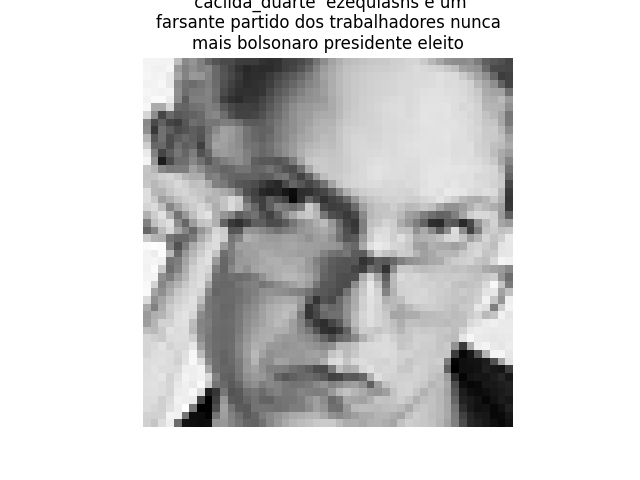 cacilda_duarte ezequiasns é um
farsante partido dos trabalhadores nunca
mais bolsonaro presidente eleito